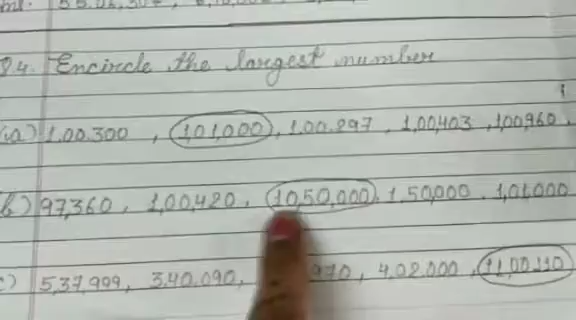 Q4. Encircle the largest number
(a) 1,00,300 , 1,01,000 , 1,00,297 , 1,00,403 , 1,00,960 ,
b) 97,360 , 1,00,420 , 10,50,000 , 1,50,000 , 1,01,000
c) 5,37,909 , 3,40,090 , 970 , 4,02,000 , 11,00,110